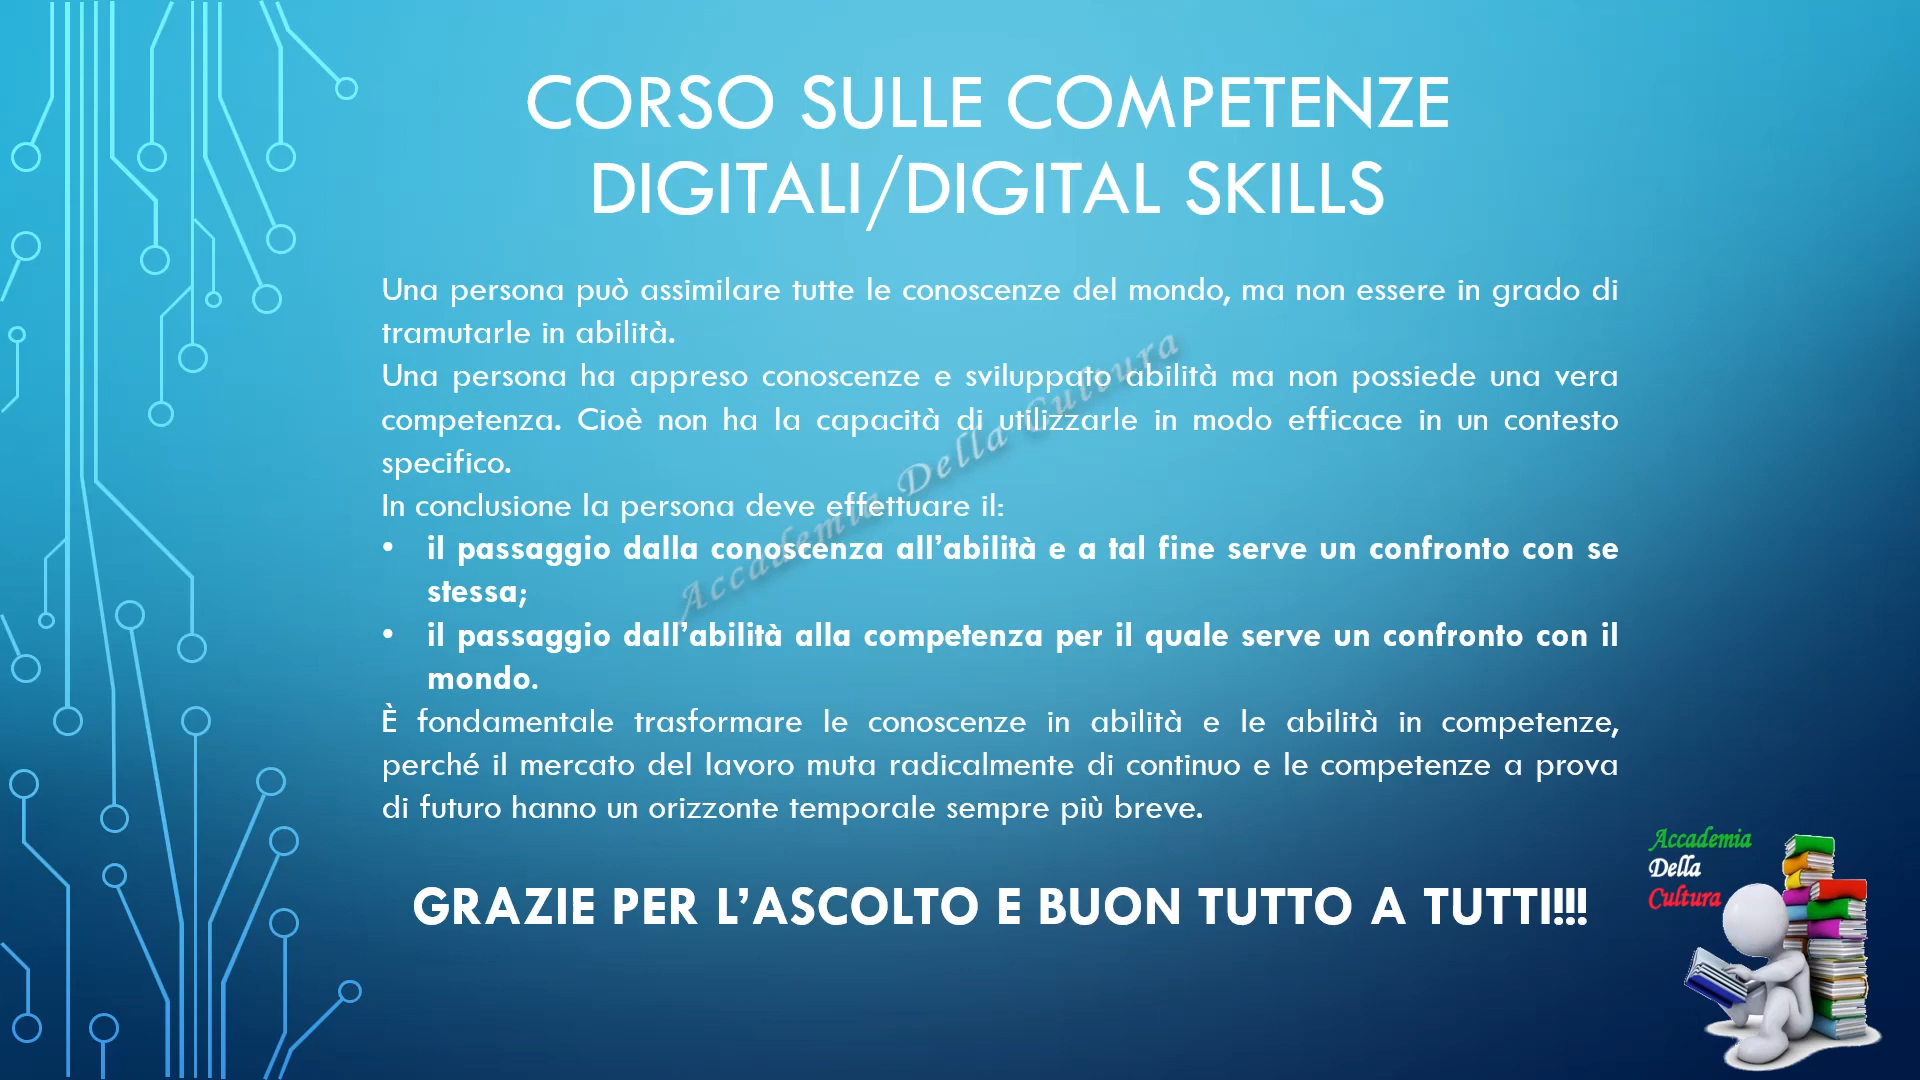 CORSO SULLE COMPETENZE
DIGITALI/DIGITAL SKILLS
Una persona può assimilare tutte le conoscenze del mondo, ma non essere in grado di
tramutarle in abilità.
Una persona ha appreso conoscenze e sviluppato abilità ma non possiede una vera
competenza. Cioè non ha la capacità di utilizzarle in modo efficace in un contesto
specifico.
In conclusione la persona deve effettuare il:
• il passaggio dalla conoscenza all’abilità e a tal fine serve un confronto con se
stessa;
• il passaggio dall’abilità alla competenza per il quale serve un confronto con il
mondo.
È fondamentale trasformare le conoscenze in abilità e le abilità in competenze,
perché il mercato del lavoro muta radicalmente di continuo e le competenze a prova
di futuro hanno un orizzonte temporale sempre più breve.
GRAZIE PER L’ASCOLTO E BUON TUTTO A TUTTI!!!!
Accademia Della Cultura
Accademia
Della
Cultura